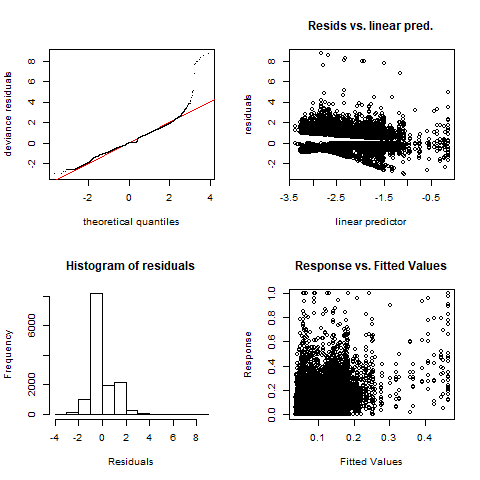 deviance residuals
-2 0 2 4 6 8
-2 0 2 4
theoretical quantiles
Resids vs. linear pred.
residuals
-2 0 2 4 6 8
-3.5 -2.5 -1.5 -0.5
linear predictor
Histogram of residuals
Frequency
0 2000 6000
-4 -2 0 2 4 6 8
Residuals
Response vs. Fitted Values
Response
0.0 0.2 0.4 0.6 0.8 1.0
0.1 0.2 0.3 0.4
Fitted Values